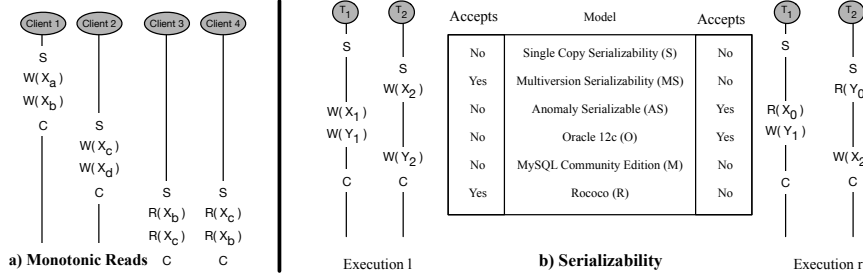 Client 1 Client 2 Client 3 Client 4
S
W(Xa)
W(Xb)
C
S
W(Xc)
W(Xd)
C
S S
R(Xb) R(Xc)
R(Xc) R(Xb)
C C
a) Monotonic Reads
T1 T2
S
S
W(X2)
W(X1)
W(Y1)
W(Y2)
C C
Execution l
Accepts Model Accepts
No Single Copy Serializability (S) No
Yes Multiversion Serializability (MS) No
No Anomaly Serializable (AS) Yes
No Oracle 12c (O) Yes
No MySQL Community Edition (M) No
Yes Rococo (R) No
b) Serializability
T1 T2
S
S
R(Y0)
R(X0)
W(Y1)
W(X2
C C
Execution